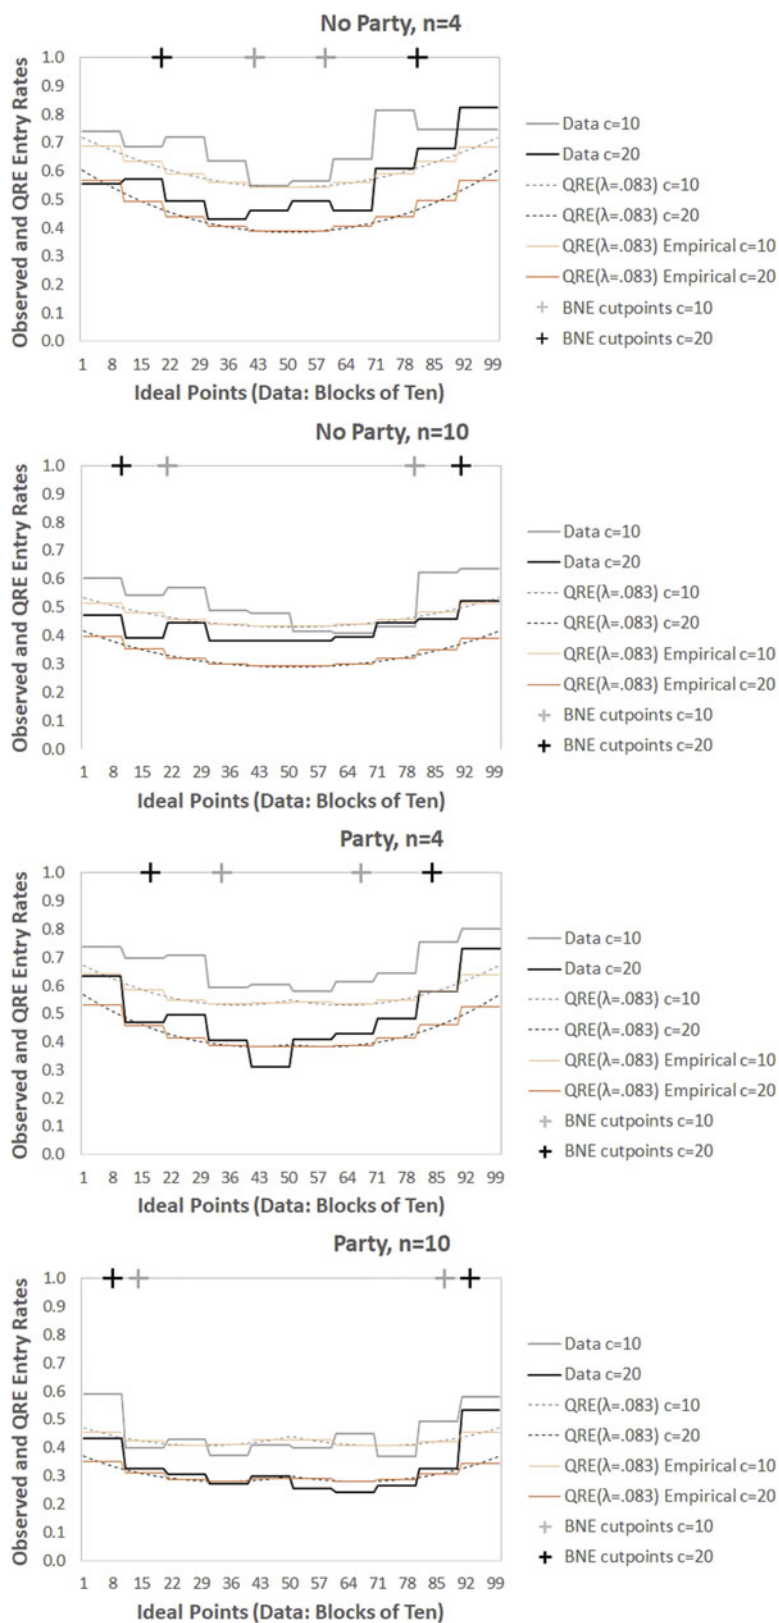 No Party, n=4
Observed and QRE Entry Rates
1.0
0.9
0.8
0.7
0.6
0.5
0.4
0.3
0.2
0.1
0.0
1 8 15 22 29 36 43 50 57 64 71 78 85 92 99
Ideal Points (Data: Blocks of Ten)
Data c=10
Data c=20
QRE(λ=.083) c=10
QRE(λ=.083) c=20
QRE(λ=.083) Empirical c=10
QRE(λ=.083) Empirical c=20
BNE cutpoints c=10
BNE cutpoints c=20
No Party, n=10
Observed and QRE Entry Rates
1.0
0.9
0.8
0.7
0.6
0.5
0.4
0.3
0.2
0.1
0.0
1 8 15 22 29 36 43 50 57 64 71 78 85 92 99
Ideal Points (Data: Blocks of Ten)
Data c=10
Data c=20
QRE(λ=.083) c=10
QRE(λ=.083) c=20
QRE(λ=.083) Empirical c=10
QRE(λ=.083) Empirical c=20
BNE cutpoints c=10
BNE cutpoints c=20
Party, n=4
Observed and QRE Entry Rates
1.0
0.9
0.8
0.7
0.6
0.5
0.4
0.3
0.2
0.1
0.0
1 8 15 22 29 36 43 50 57 64 71 78 85 92 99
Ideal Points (Data: Blocks of Ten)
Data c=10
Data c=20
QRE(λ=.083) c=10
QRE(λ=.083) c=20
QRE(λ=.083) Empirical c=10
QRE(λ=.083) Empirical c=20
BNE cutpoints c=10
BNE cutpoints c=20
Party, n=10
Observed and QRE Entry Rates
1.0
0.9
0.8
0.7
0.6
0.5
0.4
0.3
0.2
0.1
0.0
1 8 15 22 29 36 43 50 57 64 71 78 85 92 99
Ideal Points (Data: Blocks of Ten)
Data c=10
Data c=20
QRE(λ=.083) c=10
QRE(λ=.083) c=20
QRE(λ=.083) Empirical c=10
QRE(λ=.083) Empirical c=20
BNE cutpoints c=10
BNE cutpoints c=20